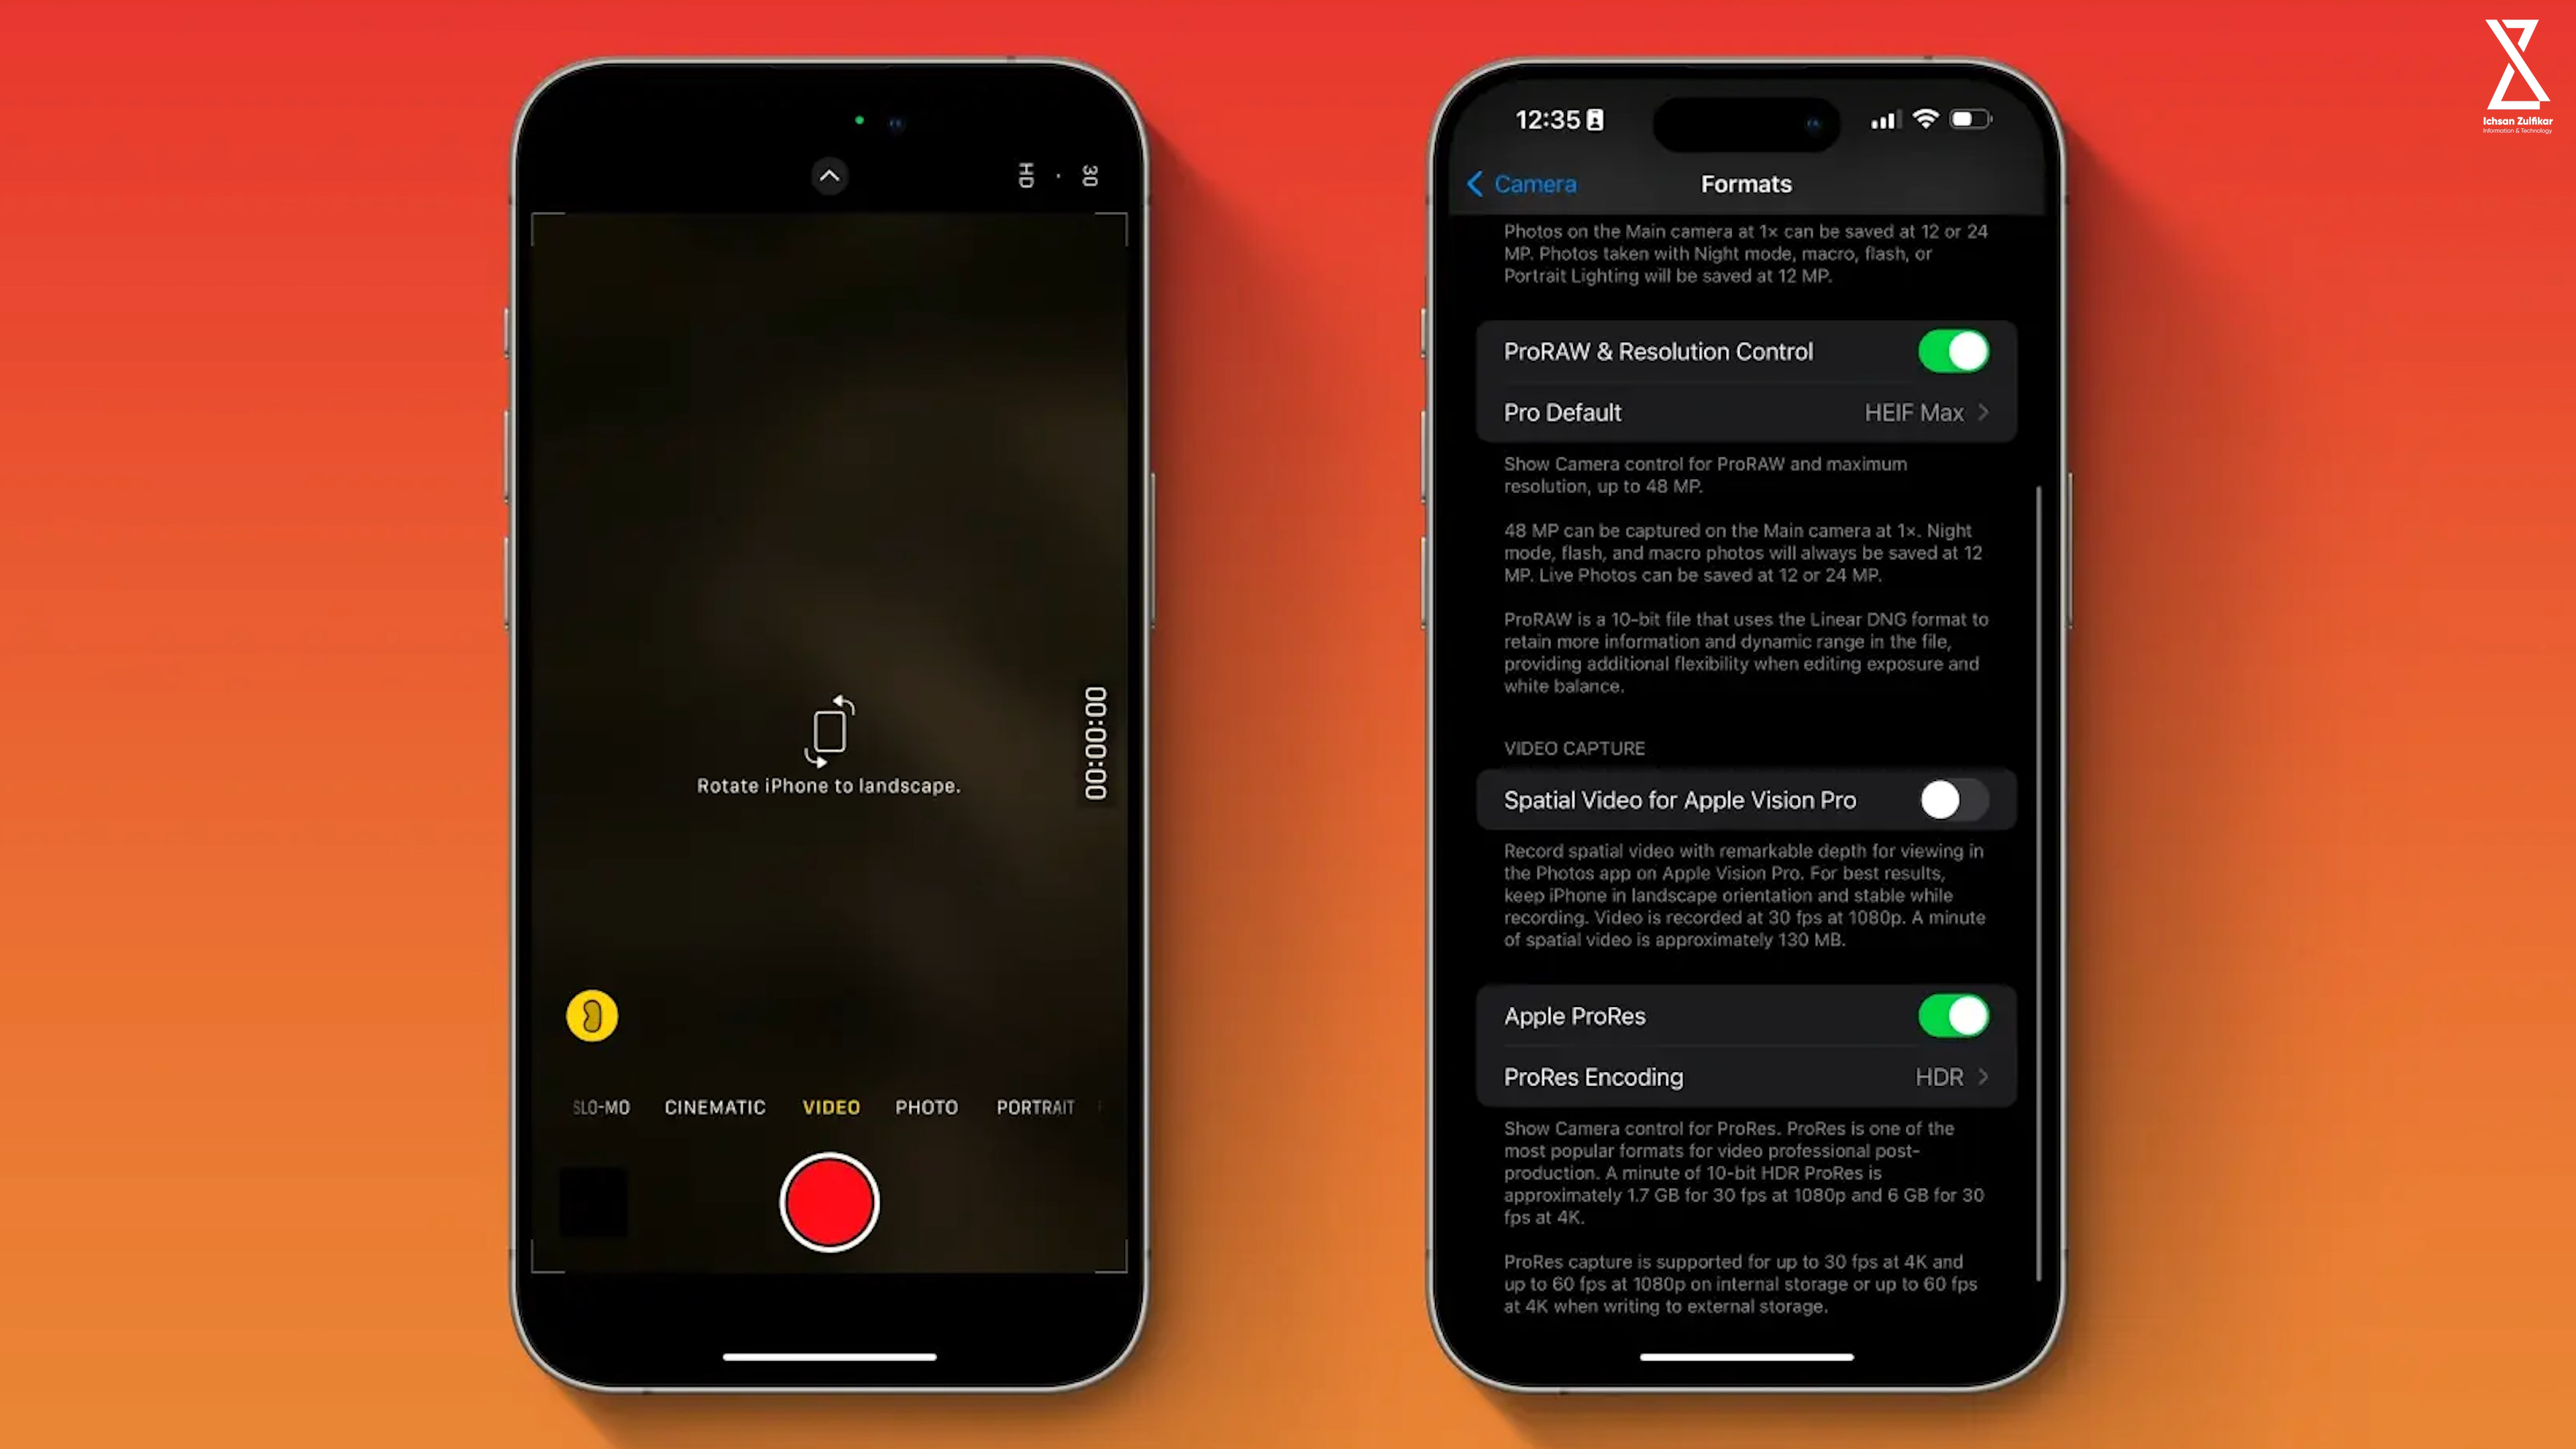 HD · 30
Rotate iPhone to landscape.
00:00:00
SLO-MO CINEMATIC VIDEO PHOTO PORTRAIT
12:35
Camera
Formats
Photos on the Main camera at 1× can be saved at 12 or 24
MP. Photos taken with Night mode, macro, flash, or
Portrait Lighting will be saved at 12 MP.
ProRAW & Resolution Control
Pro Default HEIF Max
Show Camera control for ProRAW and maximum
resolution, up to 48 MP.
48 MP can be captured on the Main camera at 1×. Night
mode, flash, and macro photos will always be saved at 12
MP. Live Photos can be saved at 12 or 24 MP.
ProRAW is a 10-bit file that uses the Linear DNG format to
retain more information and dynamic range in the file,
providing additional flexibility when editing exposure and
white balance.
VIDEO CAPTURE
Spatial Video for Apple Vision Pro
Record spatial video with remarkable depth for viewing in
the Photos app on Apple Vision Pro. For best results,
keep iPhone in landscape orientation and stable while
recording. Video is recorded at 30 fps at 1080p. A minute
of spatial video is approximately 130 MB.
Apple ProRes
ProRes Encoding HDR
Show Camera control for ProRes. ProRes is one of the
most popular formats for video professional post-
production. A minute of 10-bit HDR ProRes is
approximately 1.7 GB for 30 fps at 1080p and 6 GB for 30
fps at 4K.
ProRes capture is supported for up to 30 fps at 4K and
up to 60 fps at 1080p on internal storage or up to 60 fps
at 4K when writing to external storage.
Ichsan Zulfikar
Information & Technology